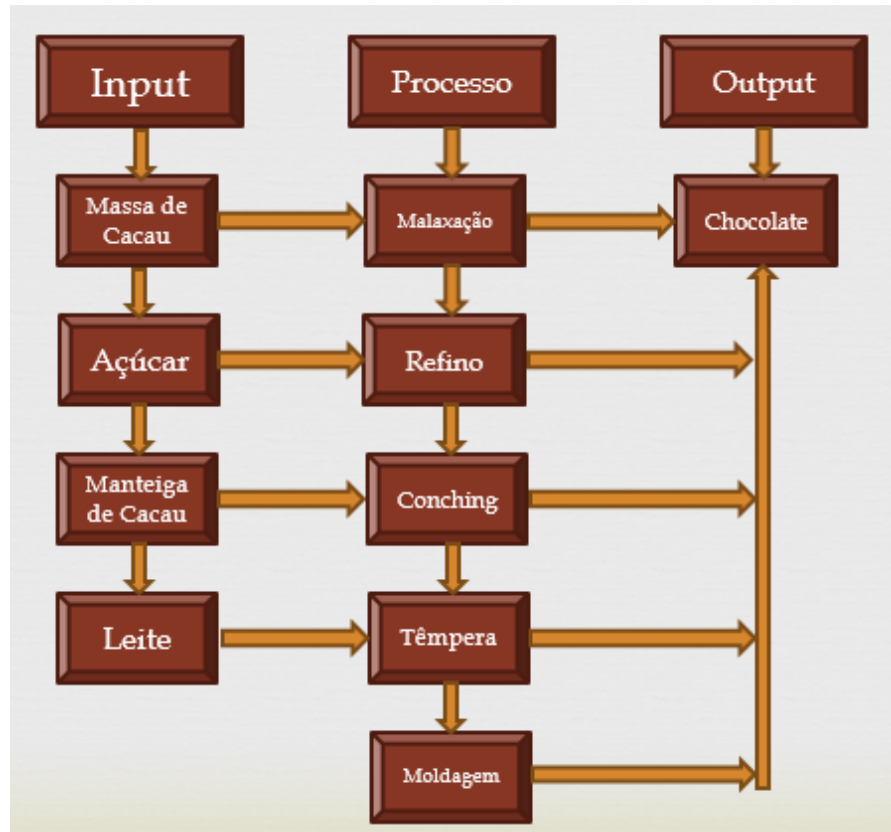 Input
Processo
Output
Massa de
Cacau
Malaxação
Chocolate
Açúcar
Refino
Manteiga
de Cacau
Conching
Leite
Têmpera
Moldagem